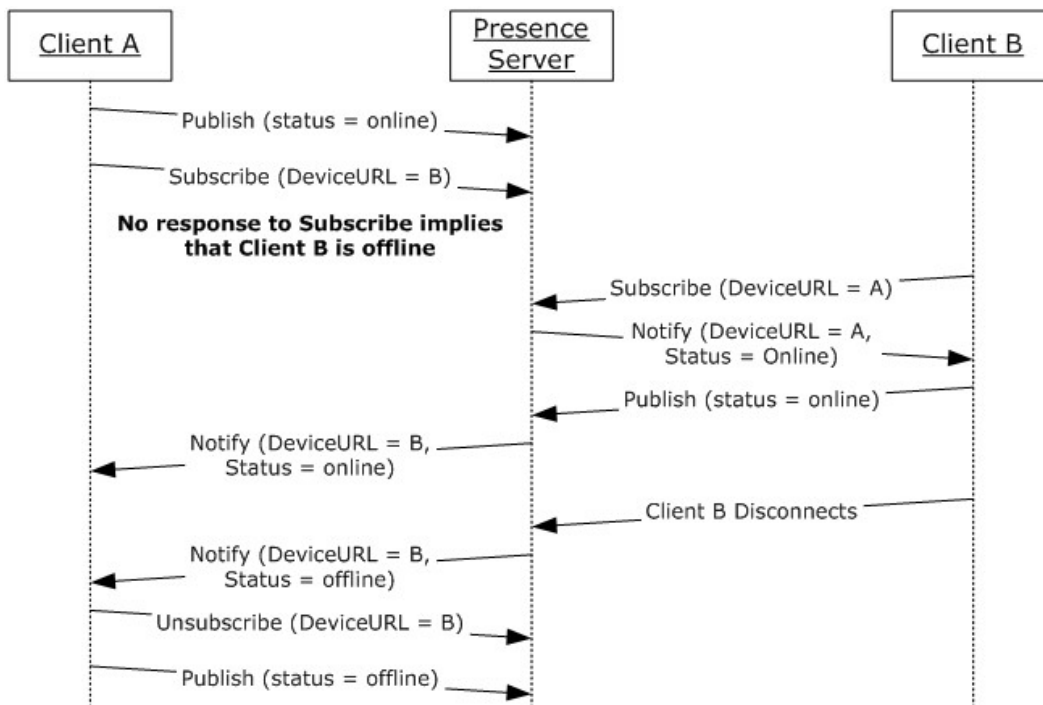 Client A
Presence
Server
Client B
Publish (status = online)
Subscribe (DeviceURL = B)
No response to Subscribe implies
that Client B is offline
Subscribe (DeviceURL = A)
Notify (DeviceURL = A,
Status = Online)
Publish (status = online)
Notify (DeviceURL = B,
Status = online)
Client B Disconnects
Notify (DeviceURL = B,
Status = offline)
Unsubscribe (DeviceURL = B)
Publish (status = offline)